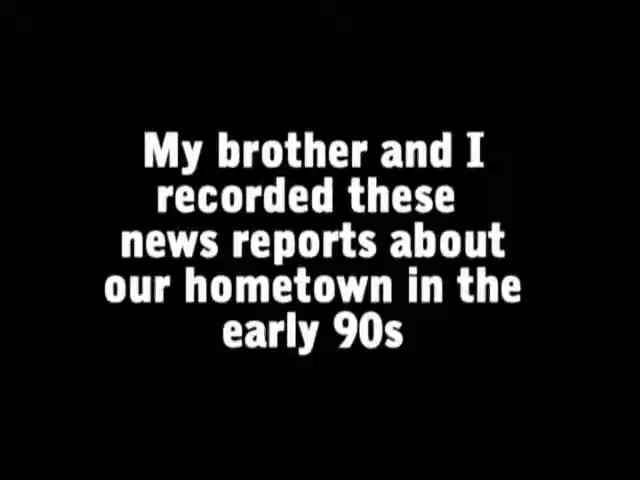 My brother and I
recorded these
news reports about
our hometown in the
early 90s